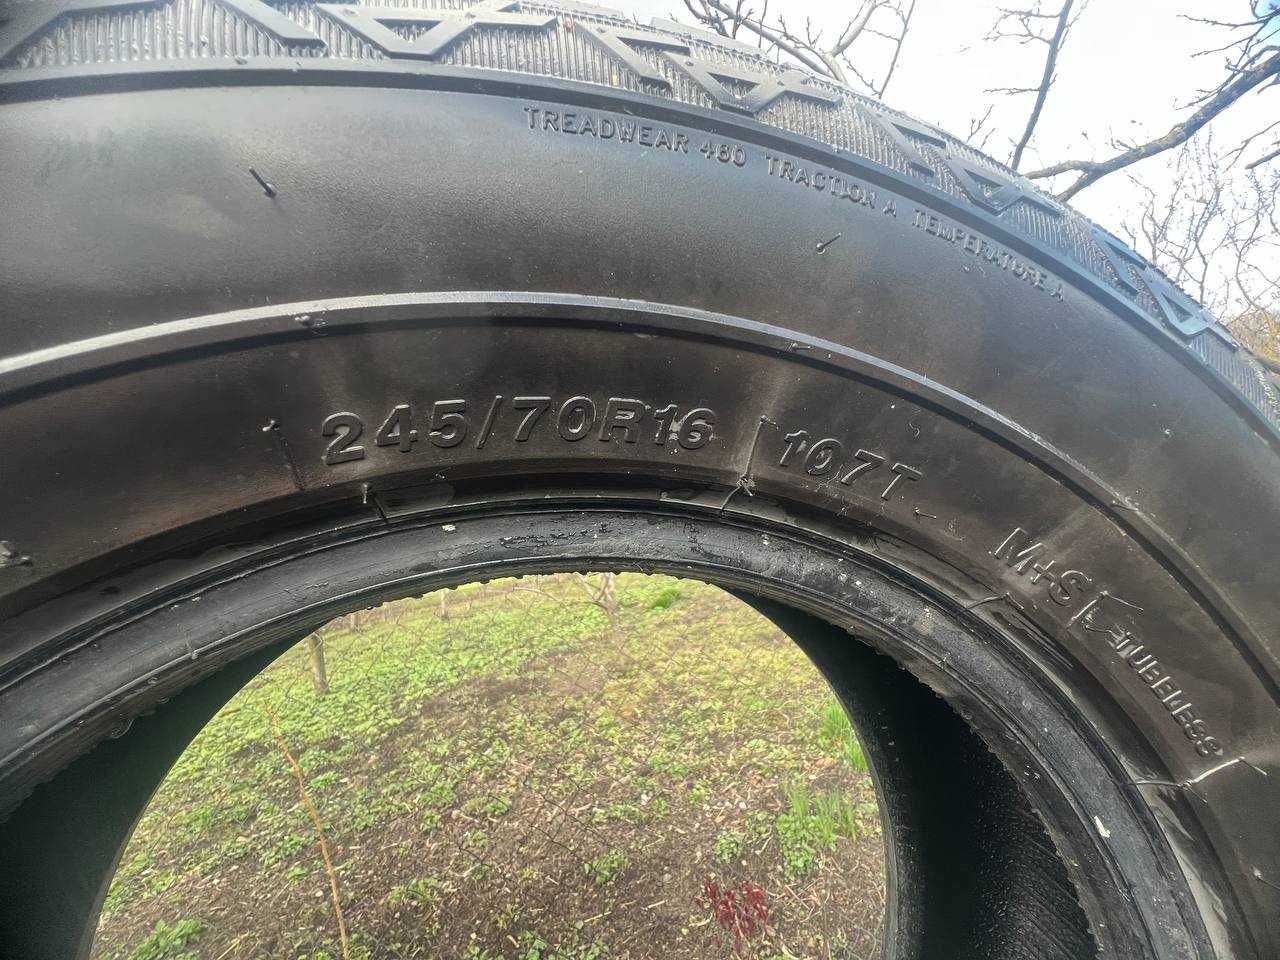 TREADWEAR 460 TRACTION A TEMPERATURE A
245/70R16 107T M+S TUBELESS